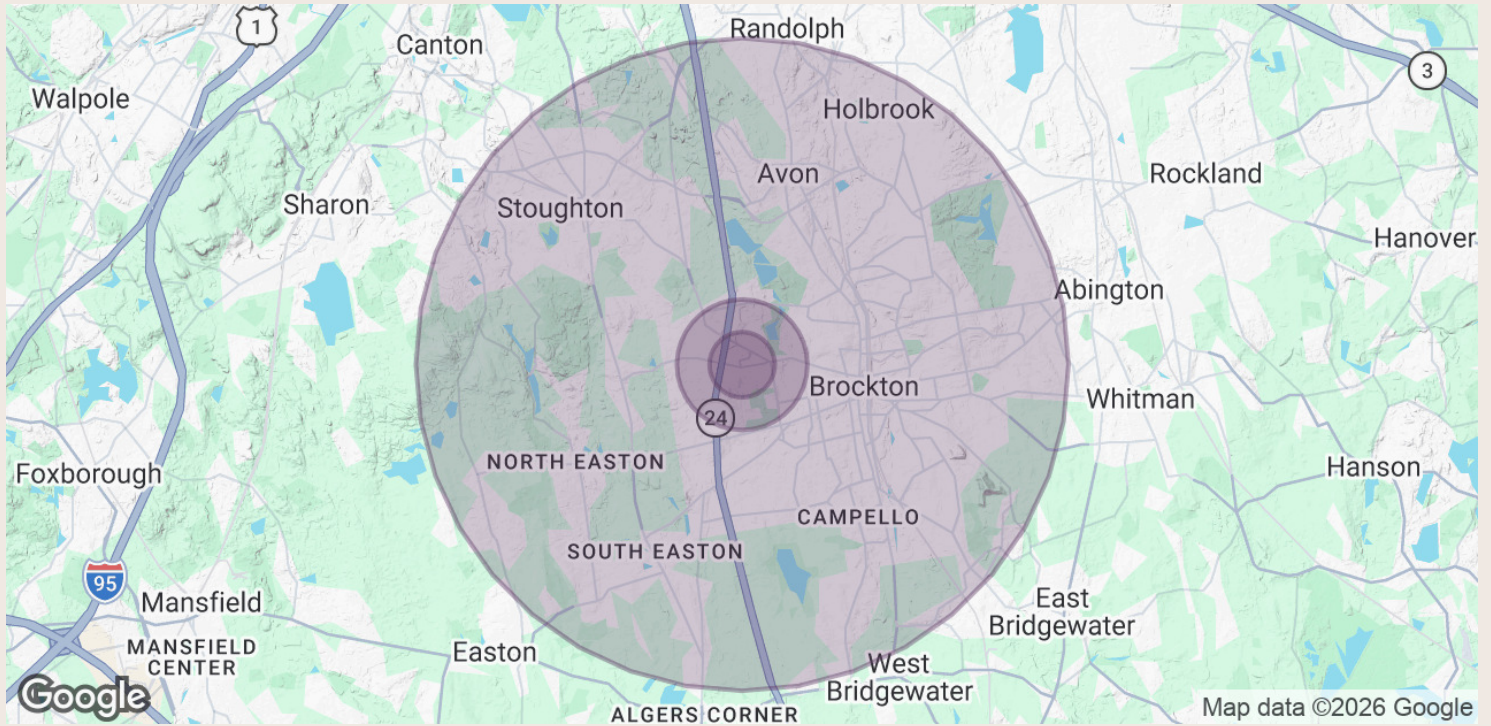 1
Randolph
Canton
3
Walpole
Holbrook
Avon
Rockland
Sharon
Stoughton
Hanover
Abington
Brockton
Whitman
24
NORTH EASTON
Foxborough
Hanson
CAMPELLO
SOUTH EASTON
95
Mansfield
East
Bridgewater
MANSFIELD
CENTER
Easton
West
Bridgewater
Google
ALGERS CORNER
Map data ©2026 Google